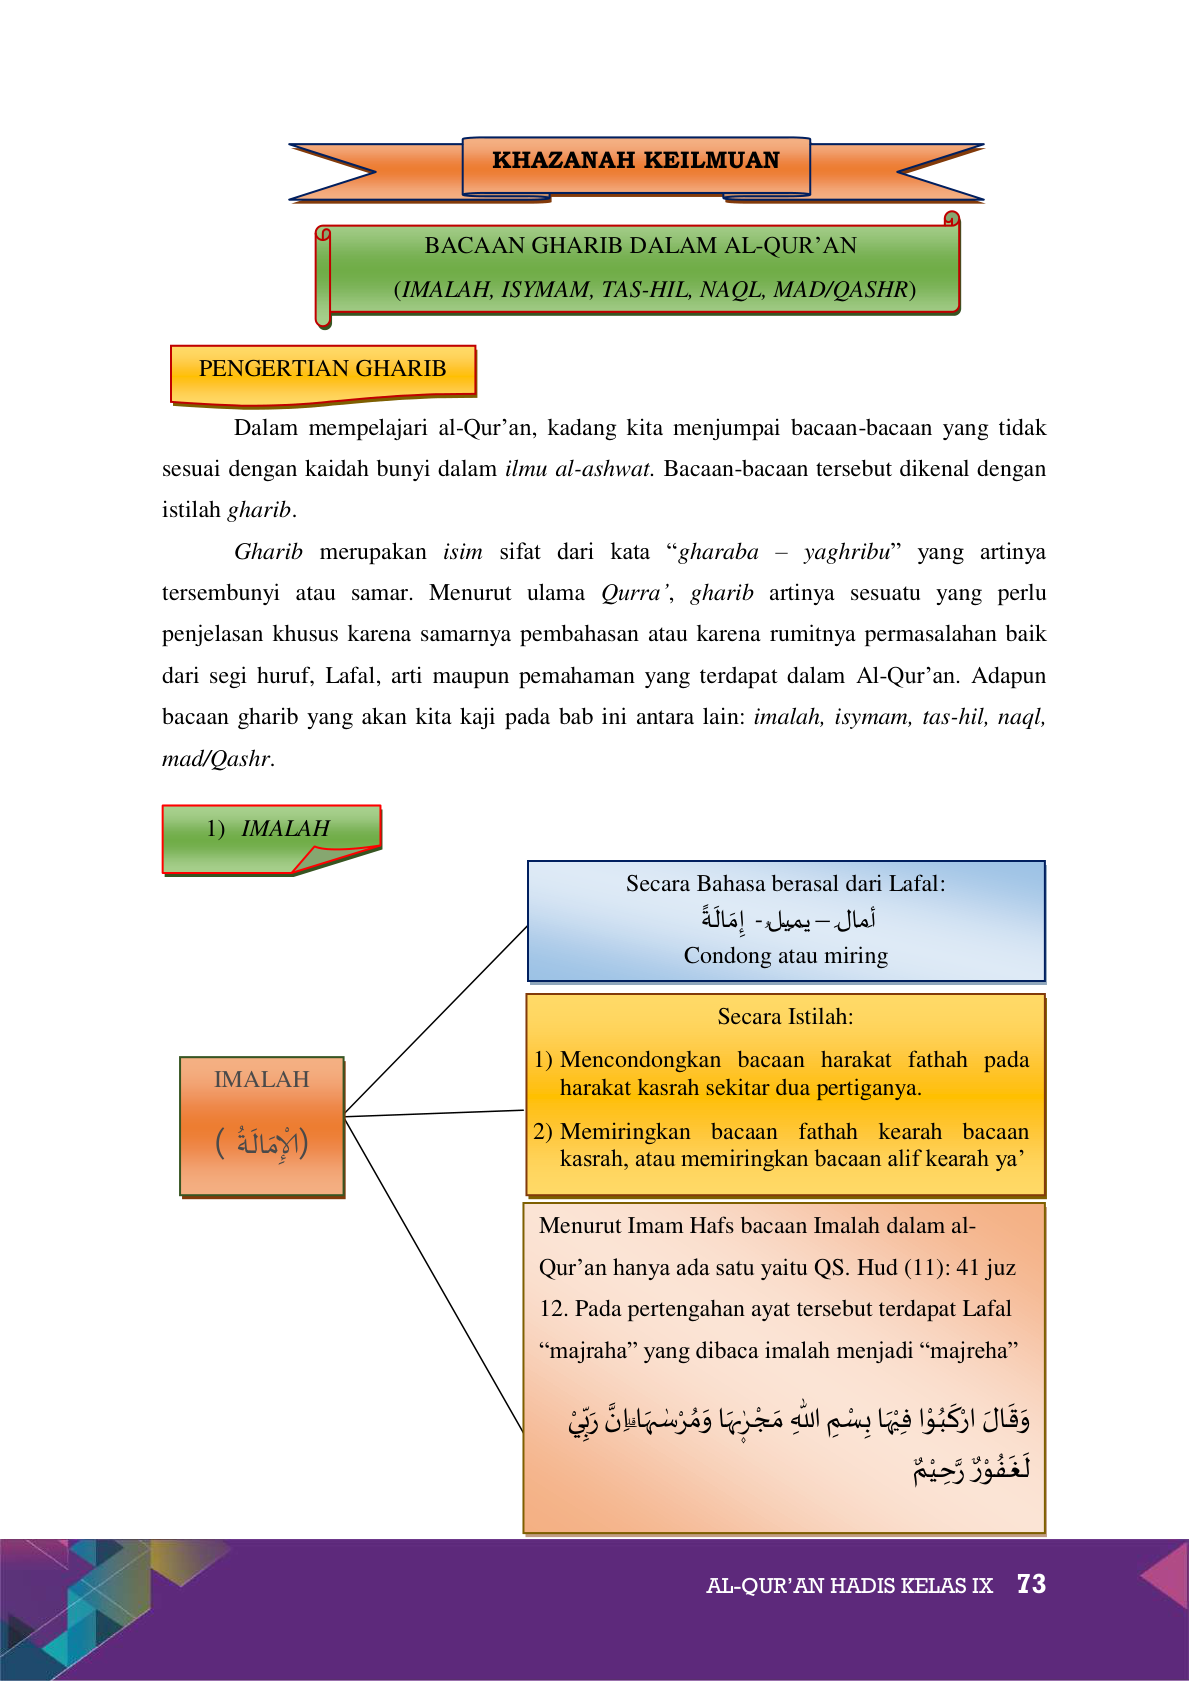 KHAZANAH KEILMUAN
BACAAN GHARIB DALAM AL-QUR’AN
(IMALAH, ISYMAM, TAS-HIL, NAQL, MAD/QASHR)
PENGERTIAN GHARIB
Dalam mempelajari al-Qur’an, kadang kita menjumpai bacaan-bacaan yang tidak
sesuai dengan kaidah bunyi dalam ilmu al-ashwat. Bacaan-bacaan tersebut dikenal dengan
istilah gharib.
Gharib merupakan isim sifat dari kata “gharaba – yaghribu” yang artinya
tersembunyi atau samar. Menurut ulama Qurra’, gharib artinya sesuatu yang perlu
penjelasan khusus karena samarnya pembahasan atau karena rumitnya permasalahan baik
dari segi huruf, Lafal, arti maupun pemahaman yang terdapat dalam Al-Qur’an. Adapun
bacaan gharib yang akan kita kaji pada bab ini antara lain: imalah, isymam, tas-hil, naql,
mad/Qashr.
1) IMALAH
Secara Bahasa berasal dari Lafal:
أمال – يميل - إِمَالَةً
Condong atau miring
Secara Istilah:
1) Mencondongkan bacaan harakat fathah pada
harakat kasrah sekitar dua pertiganya.
2) Memiringkan bacaan fathah kearah bacaan
kasrah, atau memiringkan bacaan alif kearah ya’
IMALAH
(الْإِمَالَةُ )
Menurut Imam Hafs bacaan Imalah dalam al-
Qur’an hanya ada satu yaitu QS. Hud (11): 41 juz
12. Pada pertengahan ayat tersebut terdapat Lafal
“majraha” yang dibaca imalah menjadi “majreha”
وَقَالَ ارْكَبُوْا فِيْهَا بِسْمِ اللّٰهِ مَجْرٰ۪ىهَا وَمُرْسٰىهَا ۗاِنَّ رَبِّيْ
لَغَفُوْرٌ رَّحِيْمٌ
AL-QUR’AN HADIS KELAS IX 73